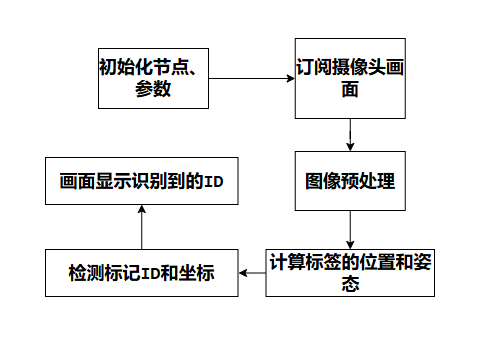 初始化节点、
参数
订阅摄像头画
面
图像预处理
计算标签的位置和姿
态
检测标记ID和坐标
画面显示识别到的ID